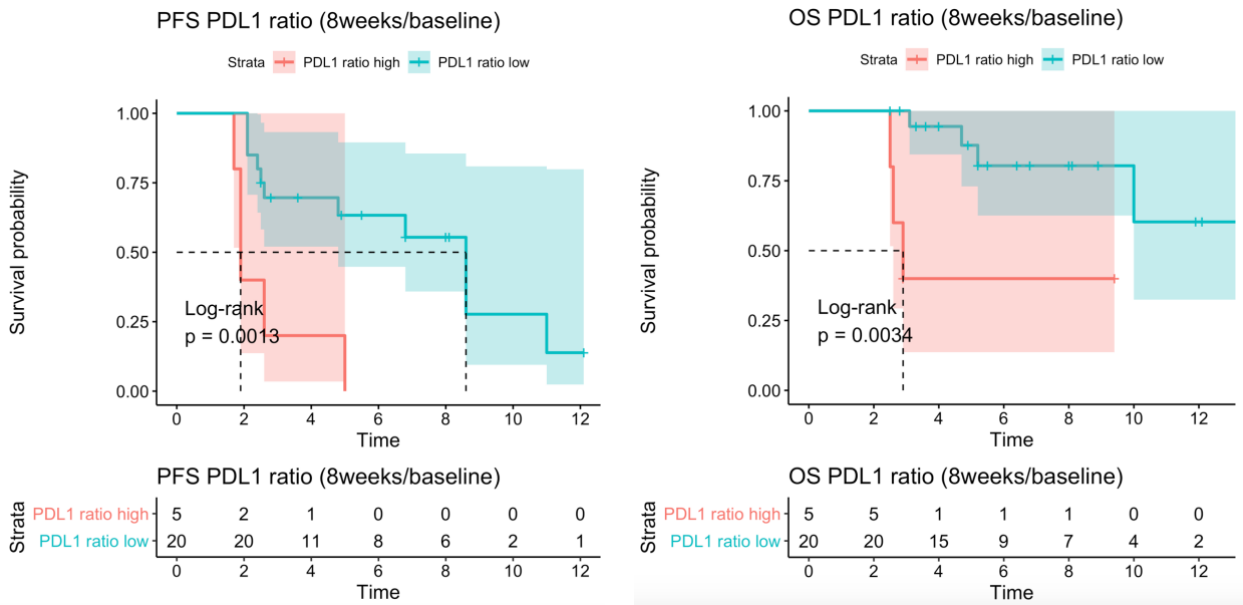 PFS PDL1 ratio (8weeks/baseline)
Strata PDL1 ratio high PDL1 ratio low
Survival probability
1.00
0.75
0.50
0.25
0.00
Log-rank
p = 0.0013
0 2 4 6 8 10 12
Time
PFS PDL1 ratio (8weeks/baseline)
Strata
PDL1 ratio high 5 2 1 0 0 0 0
PDL1 ratio low 20 20 11 8 6 2 1
0 2 4 6 8 10 12
Time
OS PDL1 ratio (8weeks/baseline)
Strata PDL1 ratio high PDL1 ratio low
Survival probability
1.00
0.75
0.50
0.25
0.00
Log-rank
p = 0.0034
0 2 4 6 8 10 12
Time
OS PDL1 ratio (8weeks/baseline)
Strata
PDL1 ratio high 5 5 1 1 1 0 0
PDL1 ratio low 20 20 15 9 7 4 2
0 2 4 6 8 10 12
Time